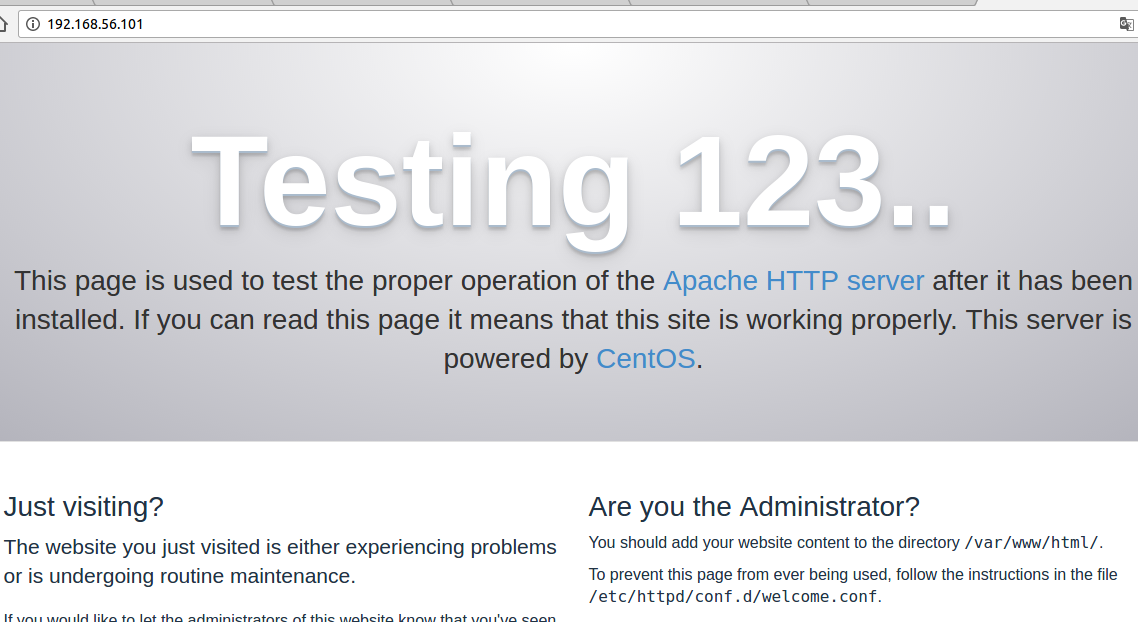 192.168.56.101
Testing 123..
This page is used to test the proper operation of the Apache HTTP server after it has been
installed. If you can read this page it means that this site is working properly. This server is
powered by CentOS.
Just visiting?
The website you just visited is either experiencing problems
or is undergoing routine maintenance.
If you would like to let the administrators of this website know that you've seen
Are you the Administrator?
You should add your website content to the directory /var/www/html/.
To prevent this page from ever being used, follow the instructions in the file
/etc/httpd/conf.d/welcome.conf.